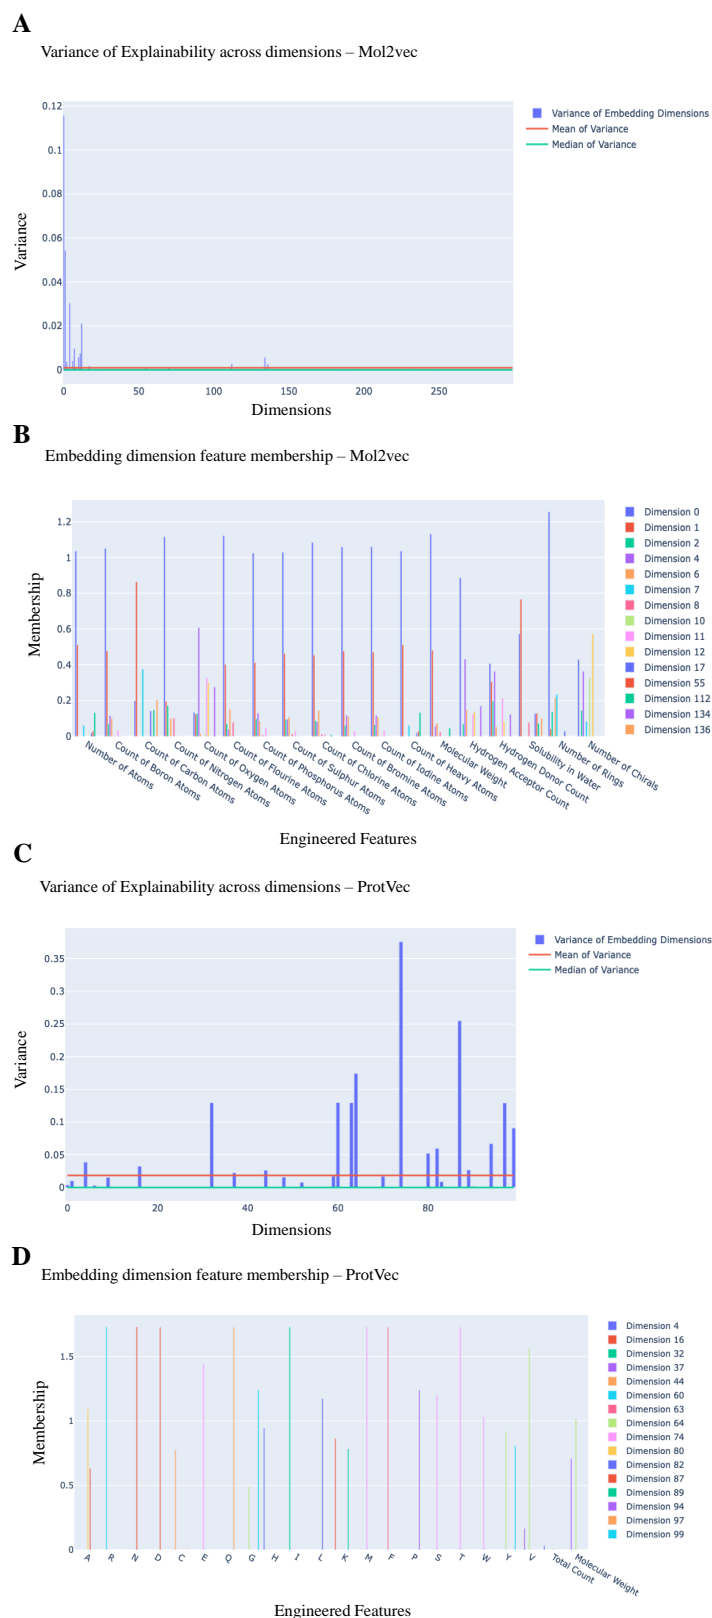 A
Variance of Explainability across dimensions – Mol2vec
0.12
0.1
0.08
0.06
0.04
0.02
0
Variance
0 50 100 150 200 250
Dimensions
Variance of Embedding Dimensions
Mean of Variance
Median of Variance
B
Embedding dimension feature membership – Mol2vec
1.2
1
0.8
0.6
0.4
0.2
0
Membership
Number of Atoms
Count of Boron Atoms
Count of Carbon Atoms
Count of Nitrogen Atoms
Count of Oxygen Atoms
Count of Flourine Atoms
Count of Phosphorus Atoms
Count of Sulphur Atoms
Count of Chlorine Atoms
Count of Bromine Atoms
Count of Iodine Atoms
Count of Heavy Atoms
Molecular Weight
Hydrogen Acceptor Count
Hydrogen Donor Count
Solubility in Water
Number of Rings
Number of Chirals
Engineered Features
Dimension 0
Dimension 1
Dimension 2
Dimension 4
Dimension 6
Dimension 7
Dimension 8
Dimension 10
Dimension 11
Dimension 12
Dimension 17
Dimension 55
Dimension 112
Dimension 134
Dimension 136
C
Variance of Explainability across dimensions – ProtVec
0.35
0.3
0.25
0.2
0.15
0.1
0.05
0
Variance
0 20 40 60 80
Dimensions
Variance of Embedding Dimensions
Mean of Variance
Median of Variance
D
Embedding dimension feature membership – ProtVec
1.5
1
0.5
0
Membership
A R N D C E Q G H I L K M F P S T W Y V Total Count Molecular Weight
Engineered Features
Dimension 4
Dimension 16
Dimension 32
Dimension 37
Dimension 44
Dimension 60
Dimension 63
Dimension 64
Dimension 74
Dimension 80
Dimension 82
Dimension 87
Dimension 89
Dimension 94
Dimension 97
Dimension 99